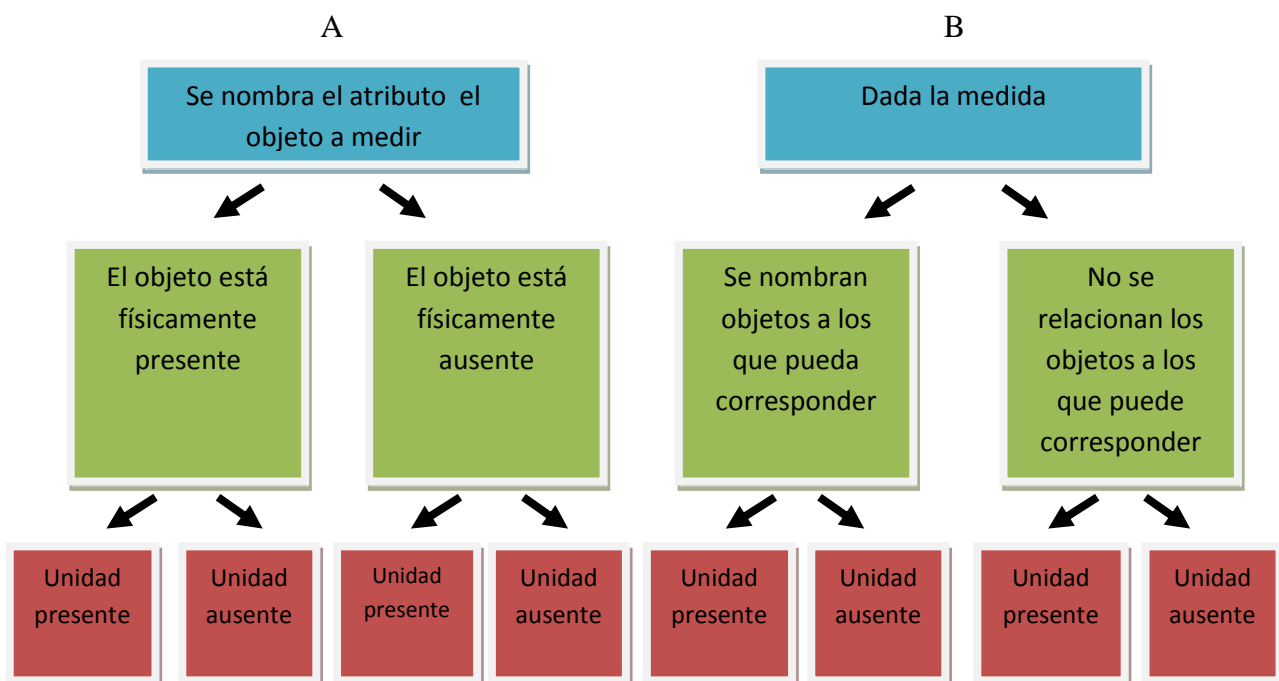 A
B
Se nombra el atributo el
objeto a medir
Dada la medida
El objeto está
físicamente
presente
El objeto está
físicamente
ausente
Se nombran
objetos a los
que pueda
corresponder
No se
relacionan los
objetos a los
que puede
corresponder
Unidad
presente
Unidad
ausente
Unidad
presente
Unidad
ausente
Unidad
presente
Unidad
ausente
Unidad
presente
Unidad
ausente